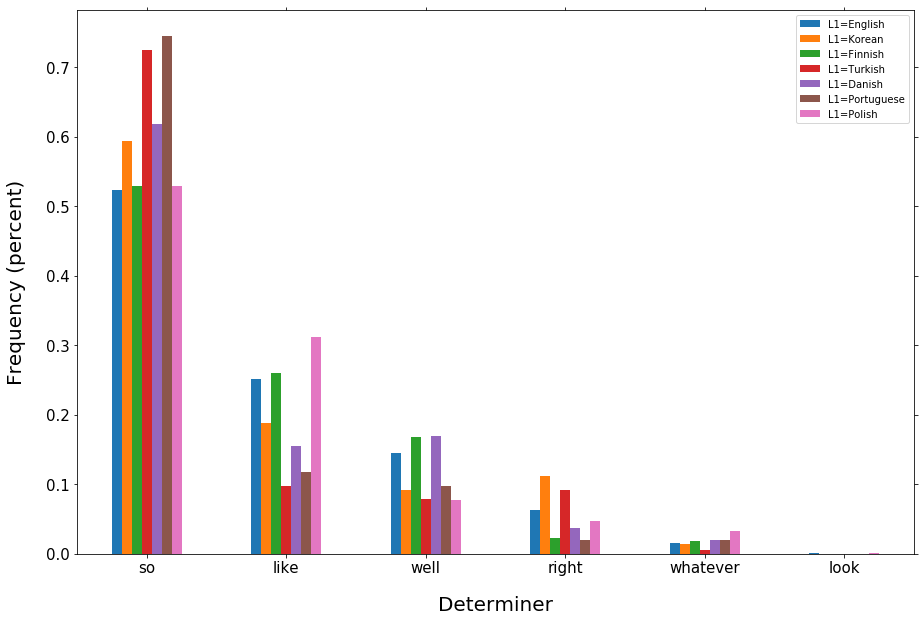 L1=English
L1=Korean
L1=Finnish
L1=Turkish
L1=Danish
L1=Portuguese
L1=Polish
Frequency (percent)
0.7
0.6
0.5
0.4
0.3
0.2
0.1
0.0
so like well right whatever look
Determiner